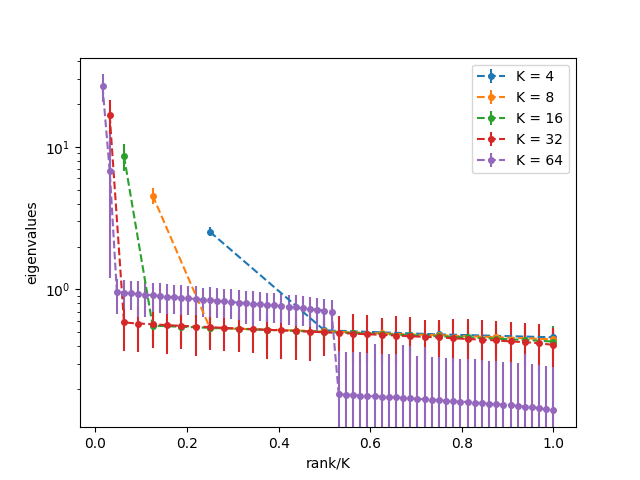 K = 4
K = 8
K = 16
K = 32
K = 64
eigenvalues
10¹
10⁰
0.0 0.2 0.4 0.6 0.8 1.0
rank/K